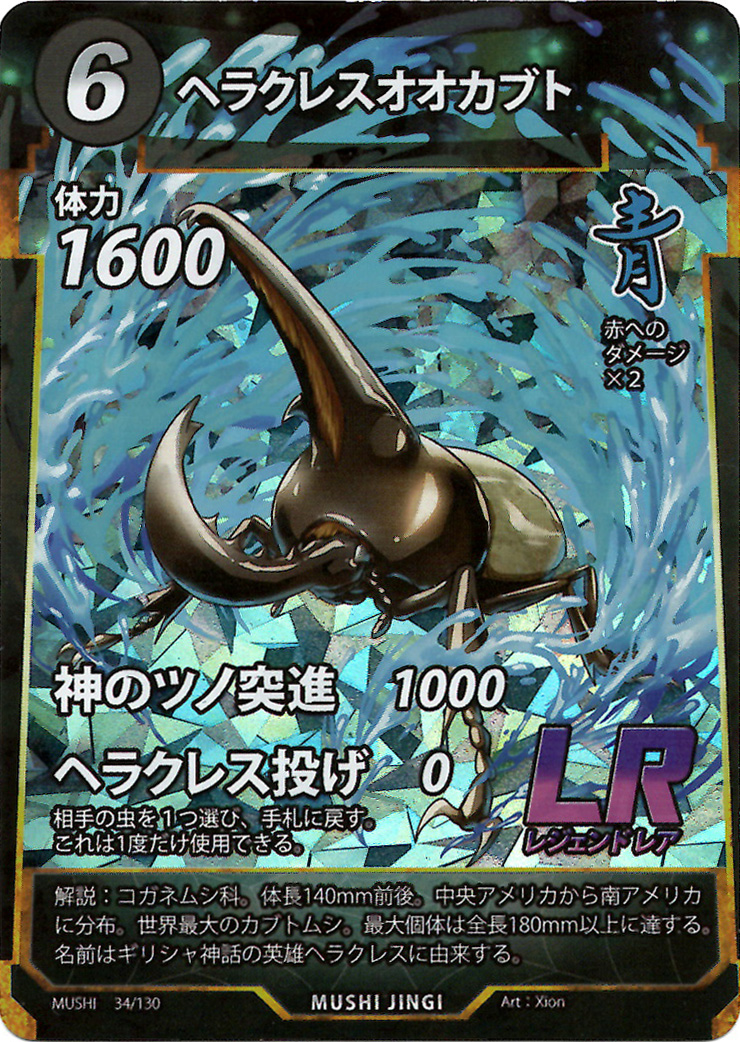 6
ヘラクレスオオカブト
体力
1600
青
赤への
ダメージ
×2
神のツノ突進 1000
ヘラクレス投げ 0
相手の虫を1つ選び、手札に戻す。
これは1度だけ使用できる。
LR
レジェンドレア
解説：コガネムシ科。体長140mm前後。中央アメリカから南アメリカ
に分布。世界最大のカブトムシ。最大個体は全長180mm以上に達する。
名前はギリシャ神話の英雄ヘラクレスに由来する。
MUSHI 34/130
MUSHI JINGI
Art：Xion